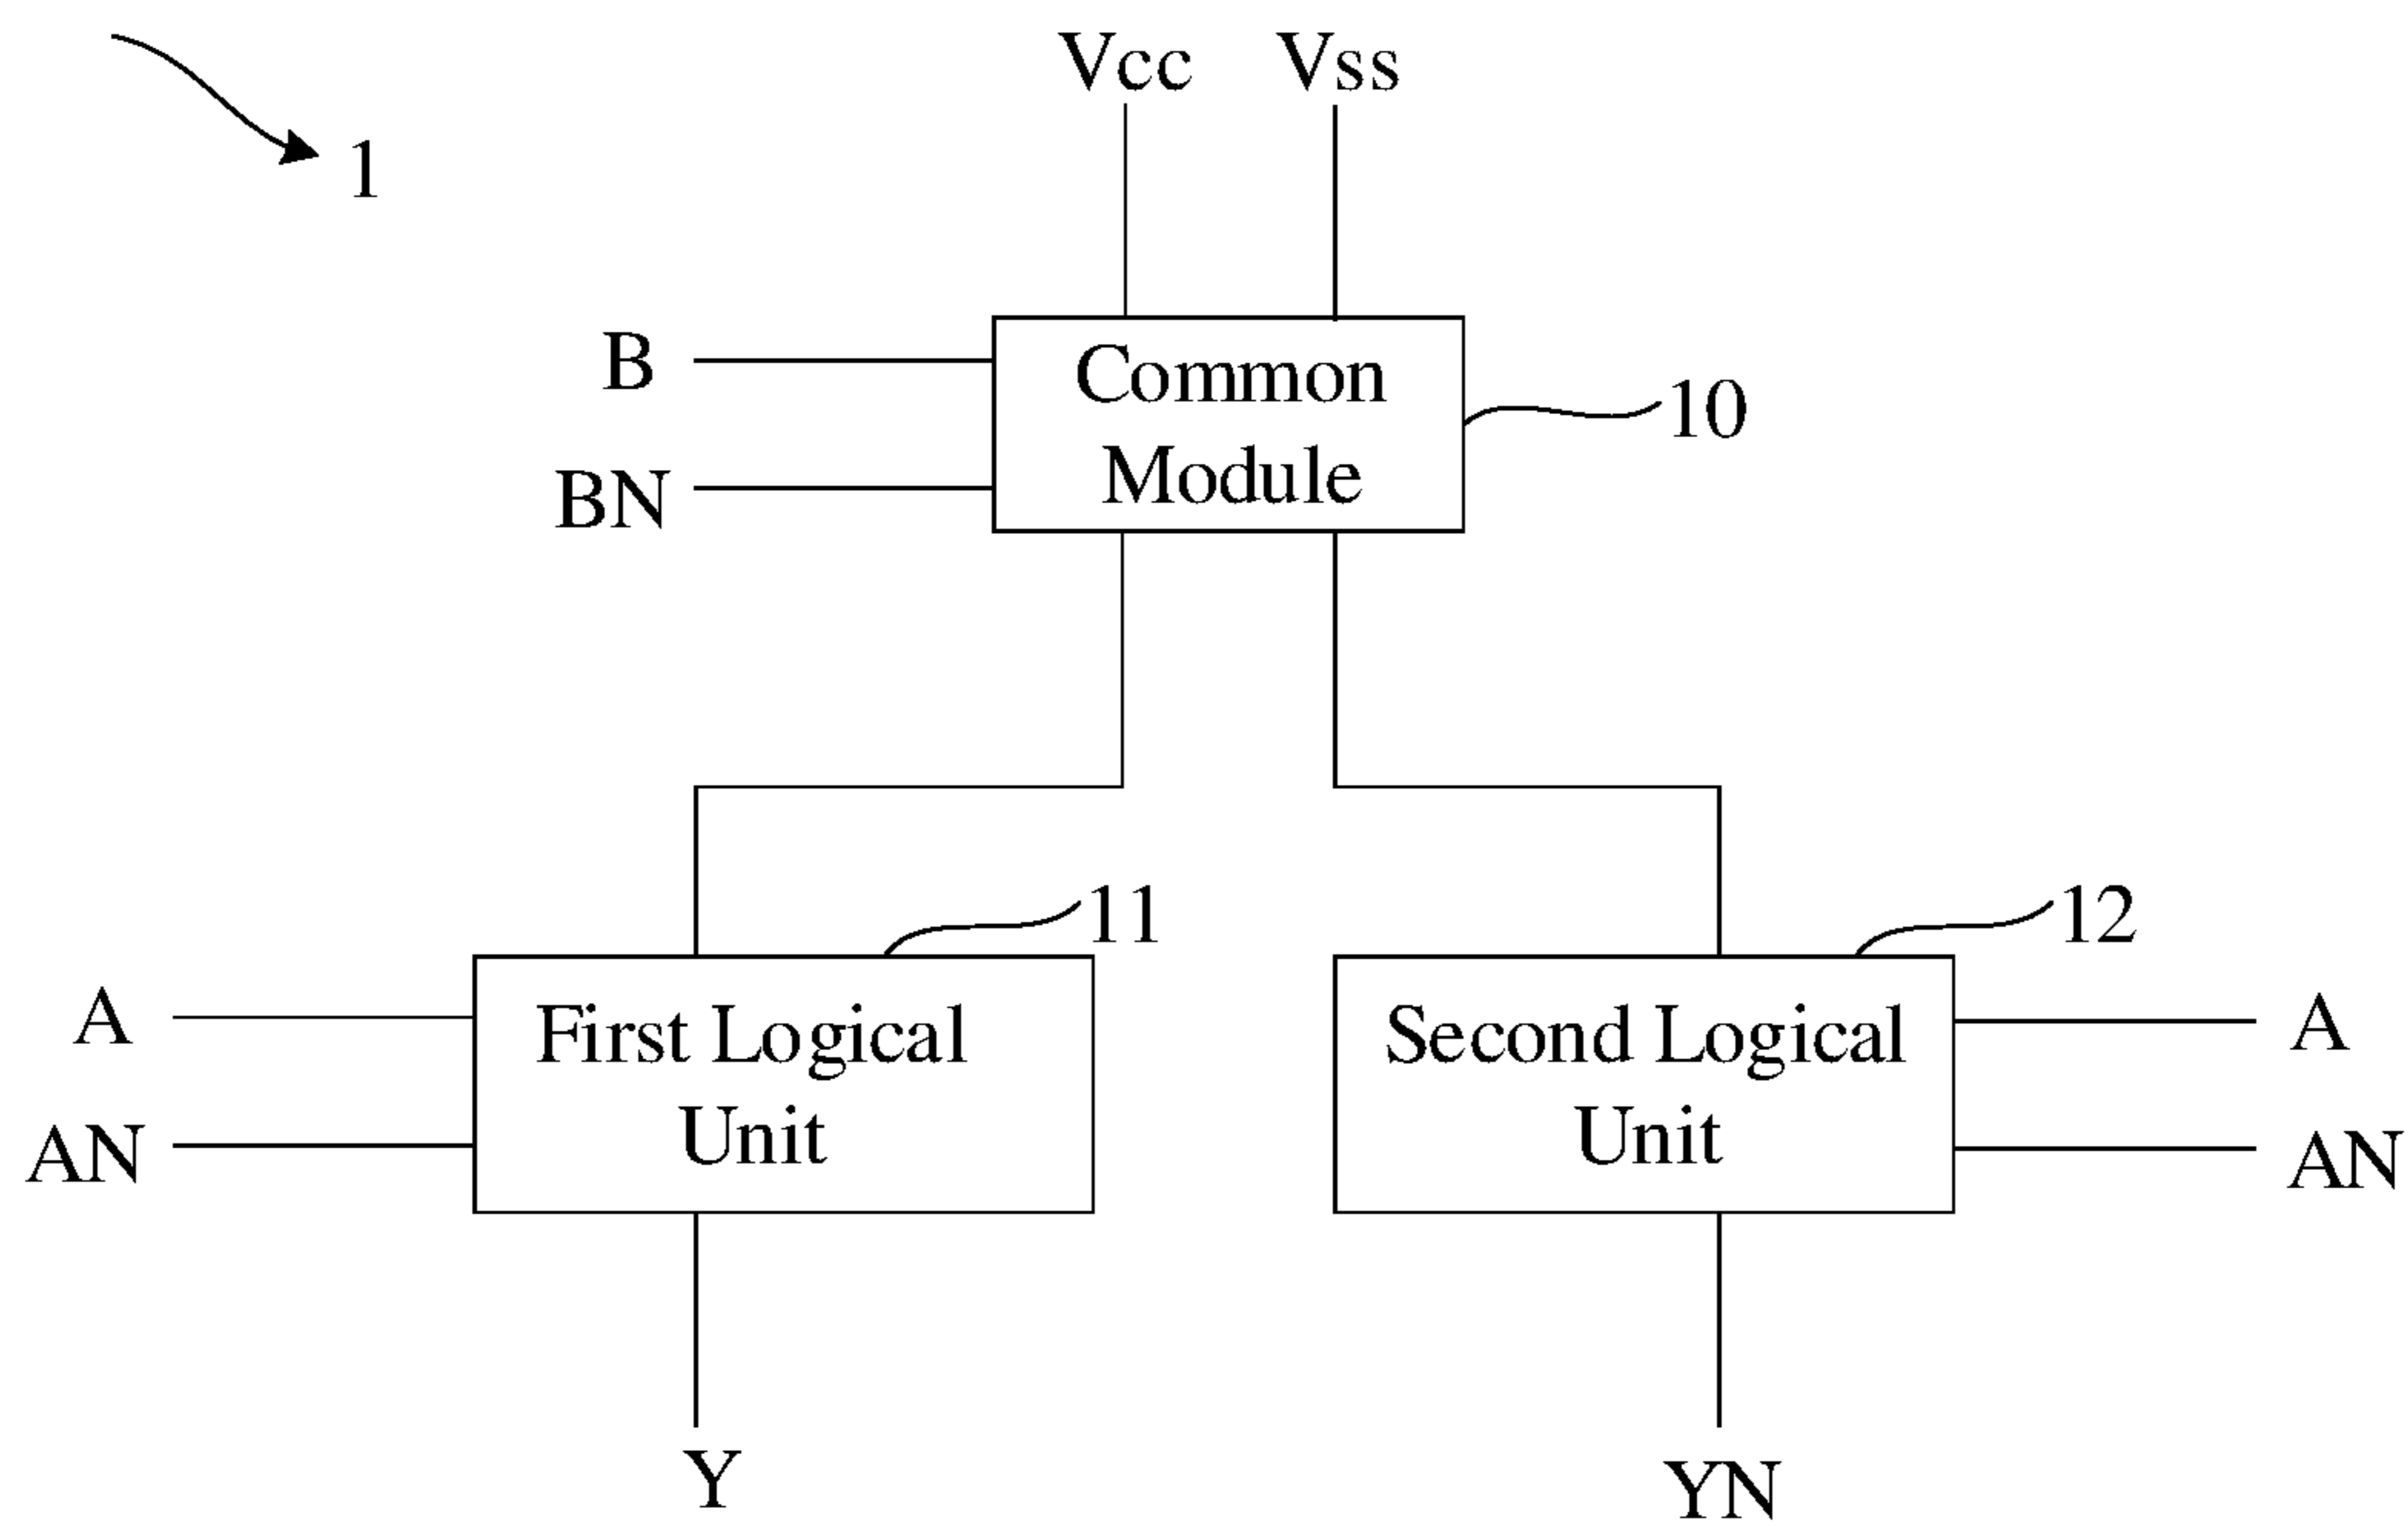 Vcc Vss
1
B
Common
Module
10
BN
11
12
A
First Logical
Unit
AN
Second Logical
Unit
A
AN
Y
YN